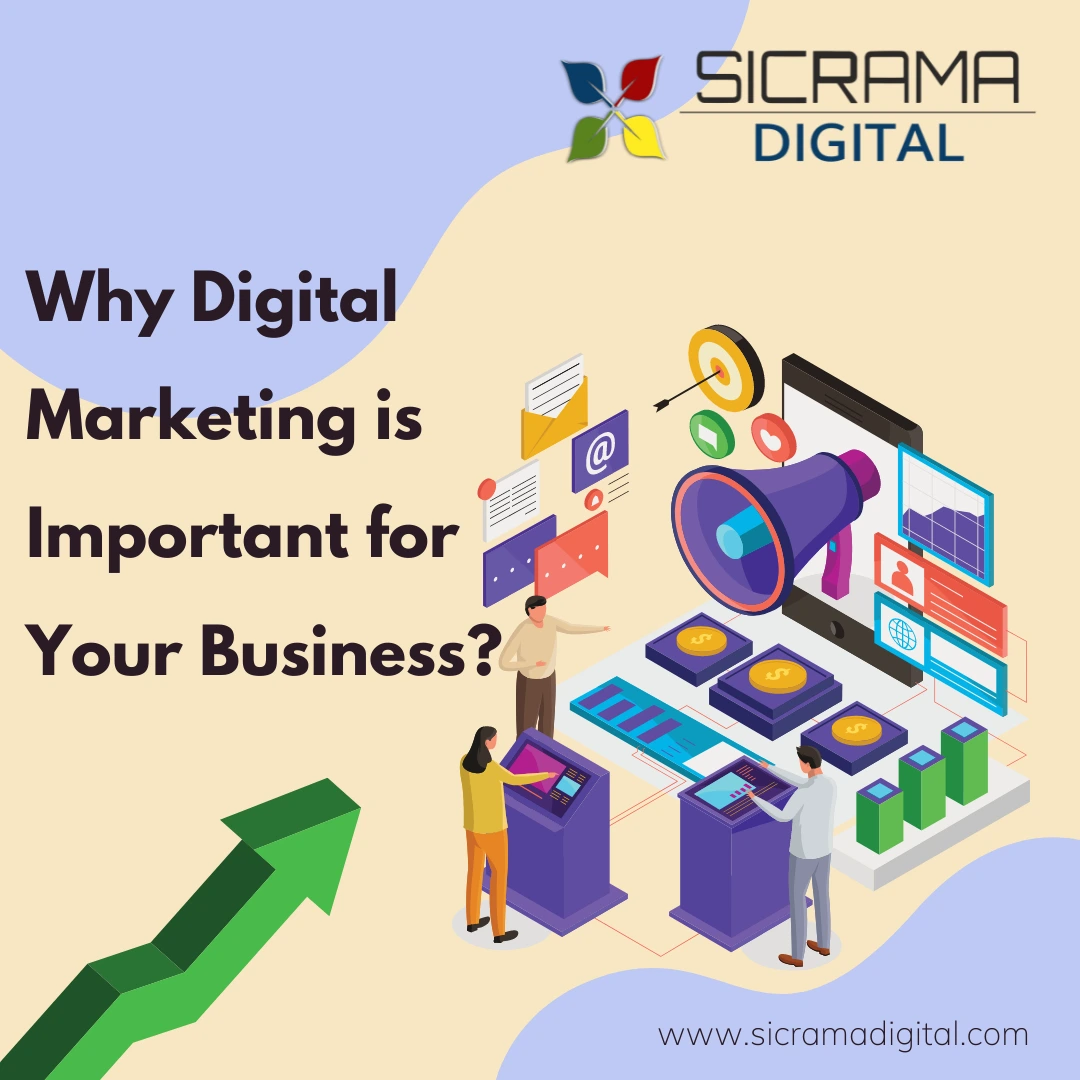 SICRAMA
DIGITAL
Why Digital
Marketing is
Important for
Your Business?
@
$
$
$
www.sicramadigital.com